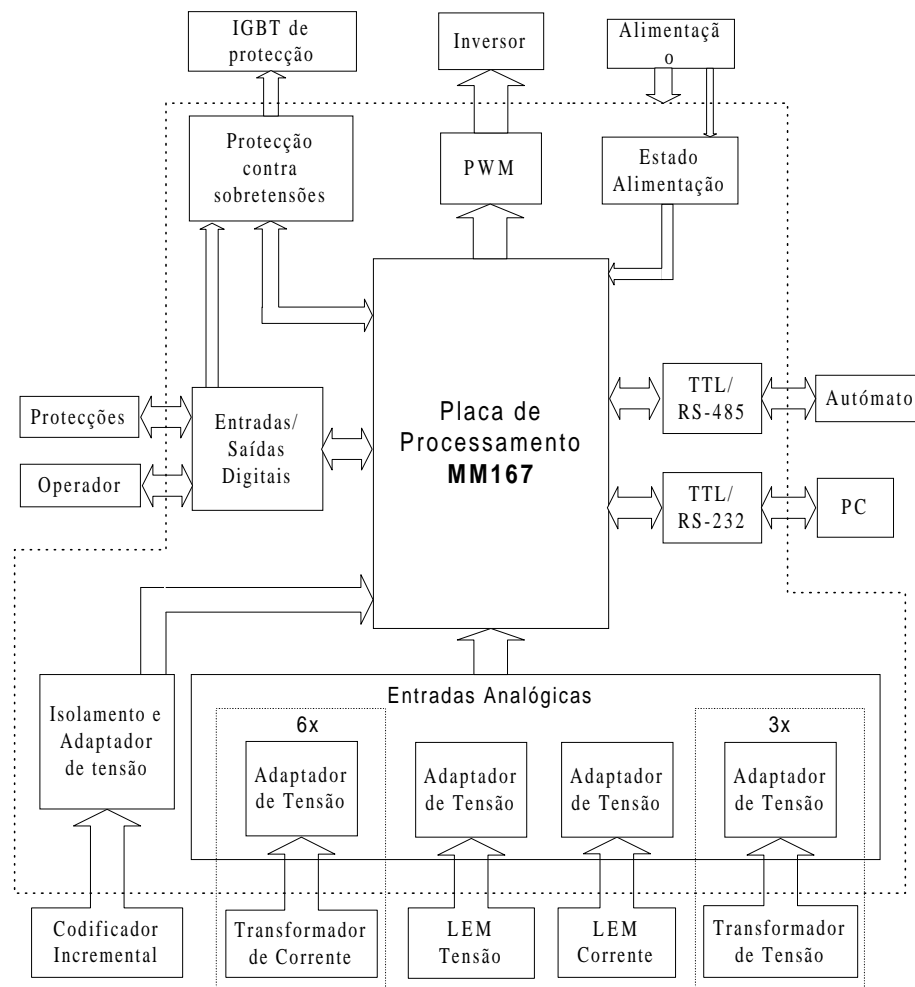 IGBT de
protecção
Inversor
Alimentaçã
o
Protecção
contra
sobretensões
PWM
Estado
Alimentação
Protecções
Operador
Entradas/
Saídas
Digitais
Placa de
Processamento
MM167
TTL/
RS-485
Autómato
TTL/
RS-232
PC
Isolamento e
Adaptador
de tensão
Entradas Analógicas
6x
3x
Adaptador
de Tensão
Adaptador
de Tensão
Adaptador
de Tensão
Adaptador
de Tensão
Codificador
Incremental
Transformador
de Corrente
LEM
Tensão
LEM
Corrente
Transformador
de Tensão